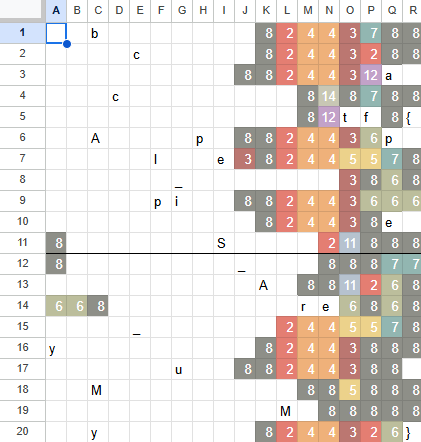 A B C D E F G H I J K L M N O P Q R
1 b 8 2 4 4 3 7 8 8
2 c 8 2 4 4 3 8 8 8
3 8 8 2 4 4 3 12 a
4 c 8 14 8 7 8 8
5 8 12 t f 8 {
6 A p 8 8 2 4 4 3 6 p
7 l e 3 8 2 4 4 5 5 7 8
8 _ 3 8 6 8
9 p i 8 8 2 4 4 3 6 6 6
10 8 2 4 4 3 8 e
11 8 S 2 11 8 8 8
12 8 _ 8 8 8 7 7
13 A 8 8 11 2 6 8
14 6 6 8 r e 6 8 6 8
15 _ 2 4 4 5 5 7 8
16 y 8 2 4 4 3 8 8 8
17 u 8 8 2 4 4 3 8 8
18 M 8 8 5 8 8 8
19 M 8 8 8 8 8
20 y 8 2 4 4 3 2 6 }